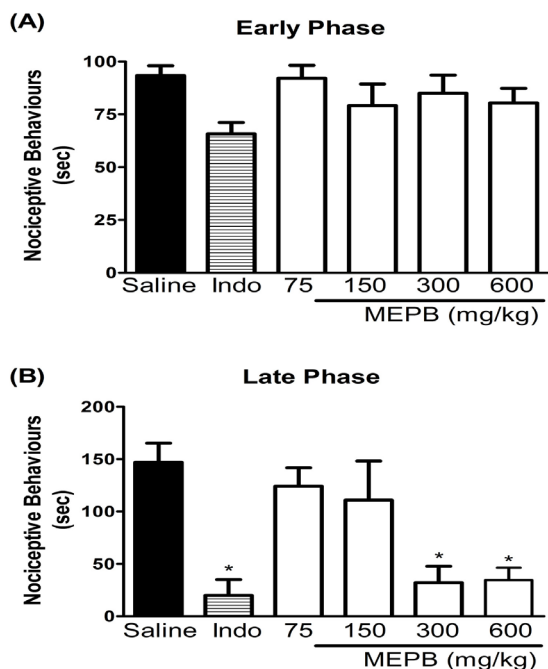 (A)
Early Phase
Nociceptive Behaviours
(sec)
100
75
50
25
0
Saline Indo 75 150 300 600
MEPB (mg/kg)
(B)
Late Phase
Nociceptive Behaviours
(sec)
200
150
100
50
0
* * *
Saline Indo 75 150 300 600
MEPB (mg/kg)